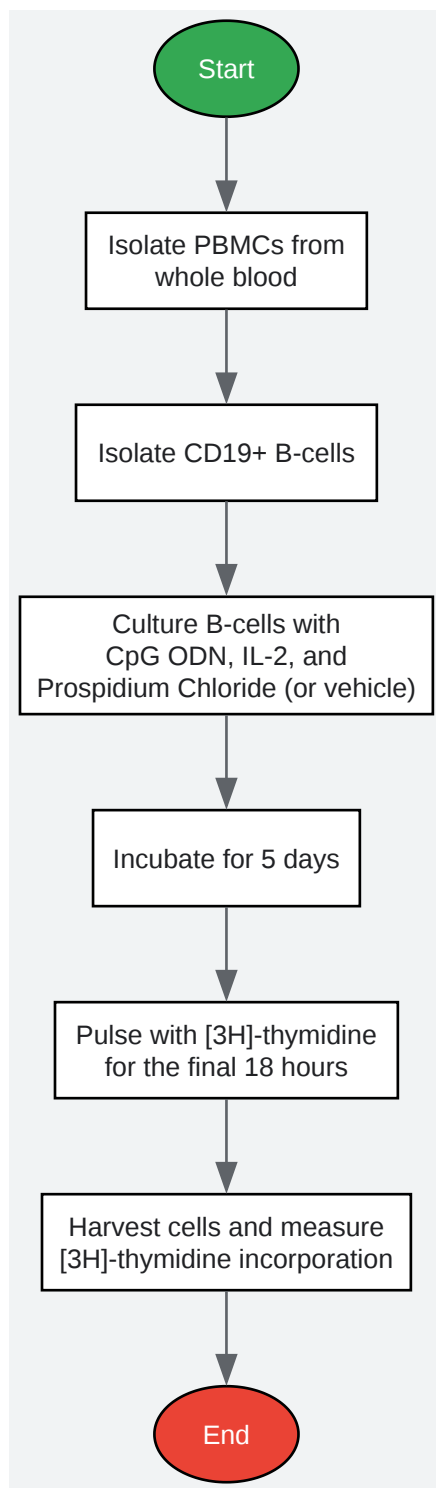 Start
Isolate PBMCs from
whole blood
Isolate CD19+ B-cells
Culture B-cells with
CpG ODN, IL-2, and
Prospidium Chloride (or vehicle)
Incubate for 5 days
Pulse with [3H]-thymidine
for the final 18 hours
Harvest cells and measure
[3H]-thymidine incorporation
End